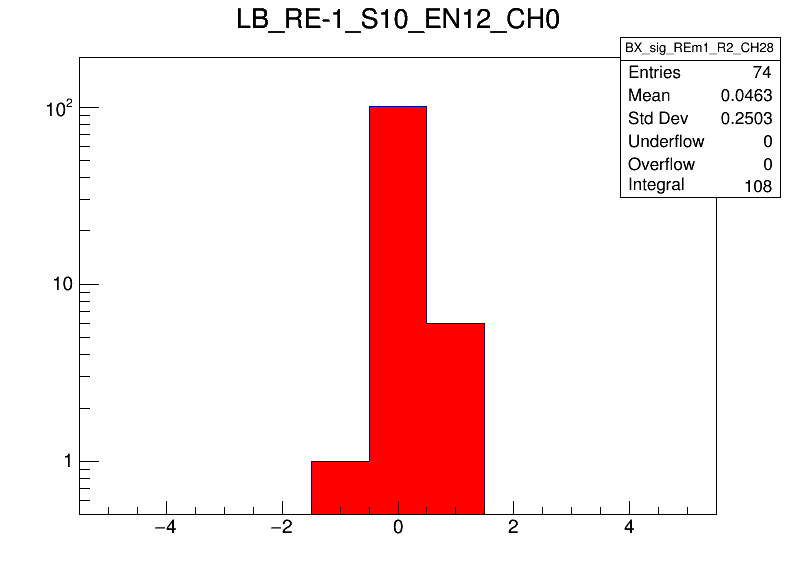 LB_RE-1_S10_EN12_CH0
BX_sig_REm1_R2_CH28
Entries 74
Mean 0.0463
Std Dev 0.2503
Underflow 0
Overflow 0
Integral 108
10²
10
1
−4 −2 0 2 4